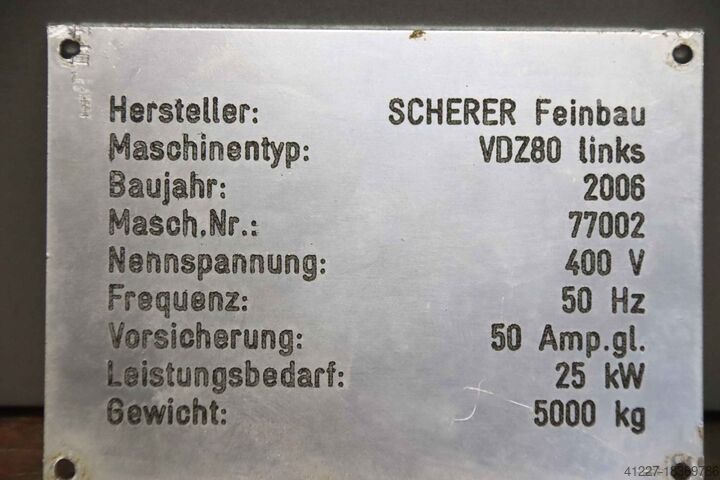 Hersteller: SCHERER Feinbau
Maschinentyp: VDZ80 links
Baujahr: 2006
Masch.Nr.: 77002
Nennspannung: 400 V
Frequenz: 50 Hz
Vorsicherung: 50 Amp.gl.
Leistungsbedarf: 25 kW
Gewicht: 5000 kg